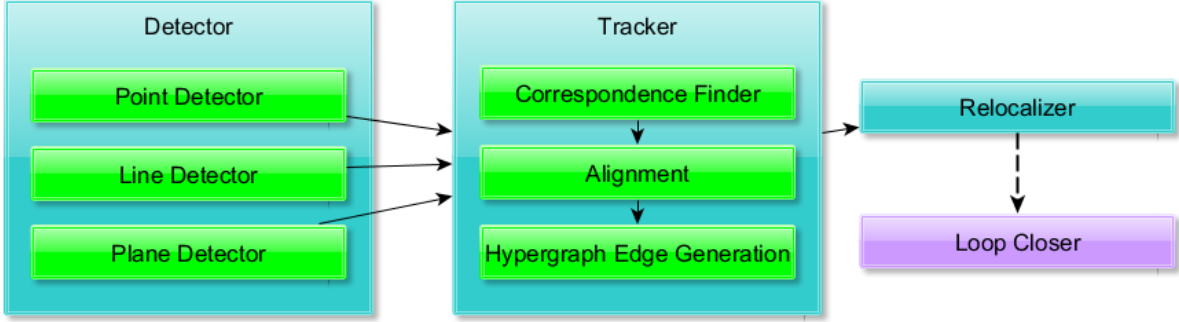 Detector
Point Detector
Line Detector
Plane Detector
Tracker
Correspondence Finder
Alignment
Hypergraph Edge Generation
Relocalizer
Loop Closer